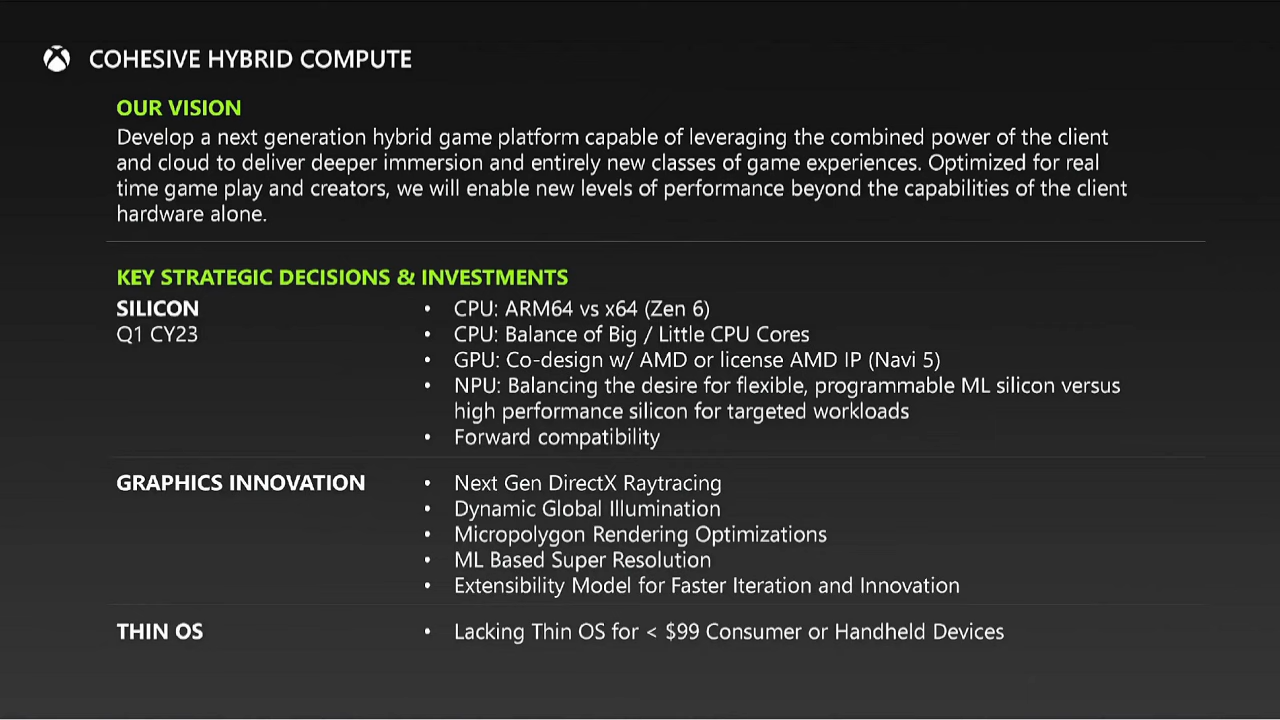 COHESIVE HYBRID COMPUTE
OUR VISION
Develop a next generation hybrid game platform capable of leveraging the combined power of the client
and cloud to deliver deeper immersion and entirely new classes of game experiences. Optimized for real
time game play and creators, we will enable new levels of performance beyond the capabilities of the client
hardware alone.
KEY STRATEGIC DECISIONS & INVESTMENTS
SILICON
Q1 CY23
• CPU: ARM64 vs x64 (Zen 6)
• CPU: Balance of Big / Little CPU Cores
• GPU: Co-design w/ AMD or license AMD IP (Navi 5)
• NPU: Balancing the desire for flexible, programmable ML silicon versus
high performance silicon for targeted workloads
• Forward compatibility
GRAPHICS INNOVATION
• Next Gen DirectX Raytracing
• Dynamic Global Illumination
• Micropolygon Rendering Optimizations
• ML Based Super Resolution
• Extensibility Model for Faster Iteration and Innovation
THIN OS
• Lacking Thin OS for < $99 Consumer or Handheld Devices